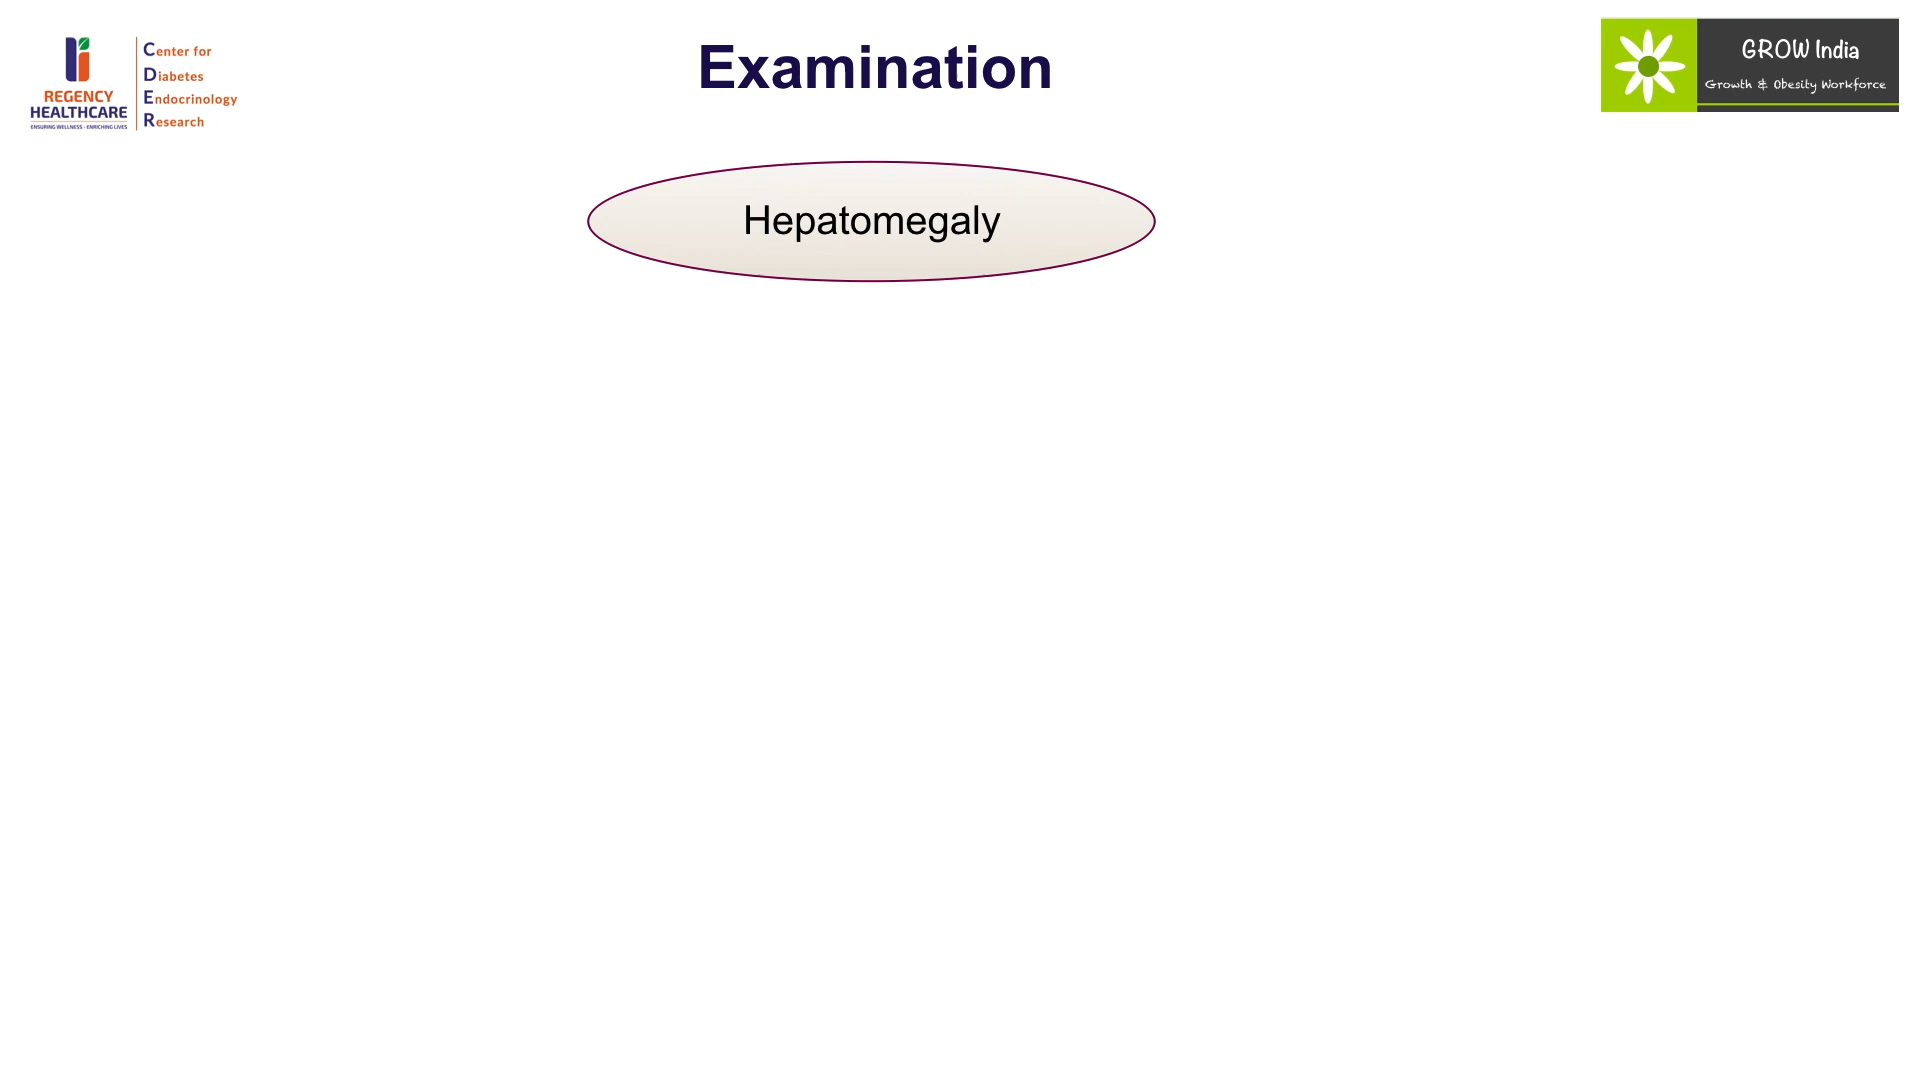 Center for
Diabetes
Endocrinology
Research
REGENCY
HEALTHCARE
ENSURING WELLNESS - ENRICHING LIVES
Examination
GROW India
Growth & Obesity Workforce
Hepatomegaly